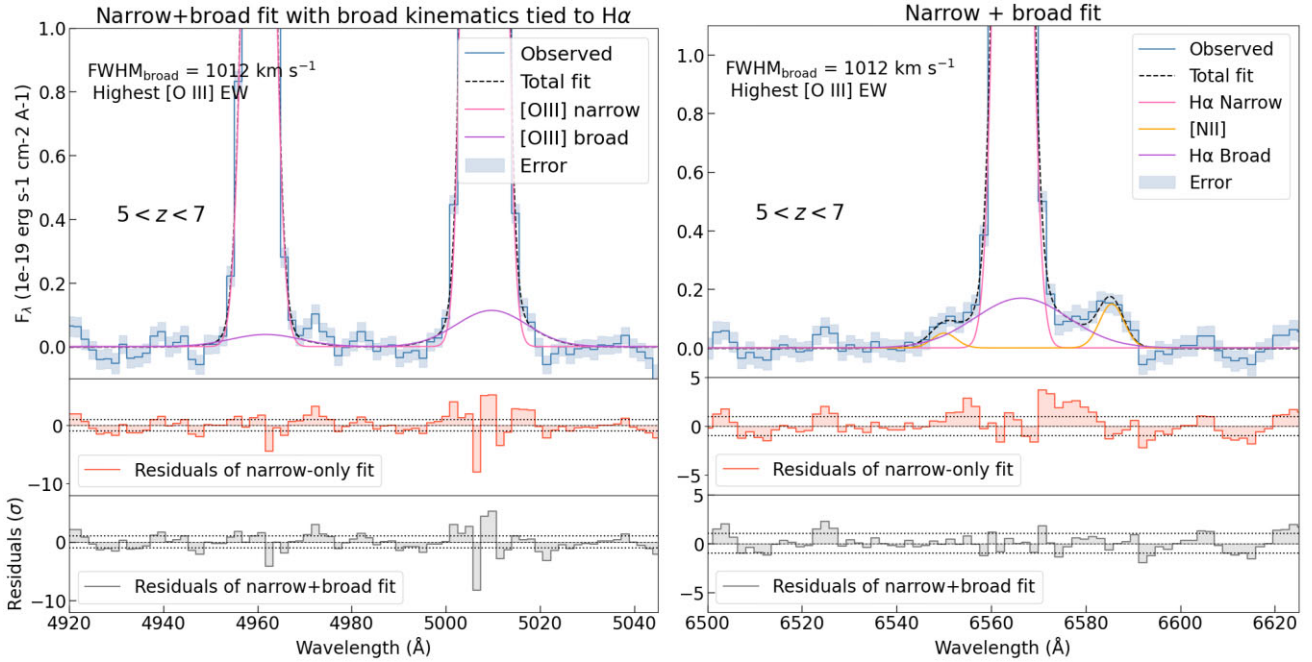 Narrow+broad fit with broad kinematics tied to Hα
1.0
0.8
0.6
0.4
0.2
0.0
F_λ (1e-19 erg s-1 cm-2 A-1)
FWHM_broad = 1012 km s⁻¹
Highest [O III] EW
5 < z < 7
Observed
Total fit
[OIII] narrow
[OIII] broad
Error
0
−10
Residuals of narrow-only fit
0
−10
Residuals (σ)
Residuals of narrow+broad fit
4920 4940 4960 4980 5000 5020 5040
Wavelength (Å)
Narrow + broad fit
1.0
0.8
0.6
0.4
0.2
0.0
FWHM_broad = 1012 km s⁻¹
Highest [O III] EW
5 < z < 7
Observed
Total fit
Hα Narrow
[NII]
Hα Broad
Error
5
0
−5
Residuals of narrow-only fit
5
0
−5
Residuals of narrow+broad fit
6500 6520 6540 6560 6580 6600 6620
Wavelength (Å)